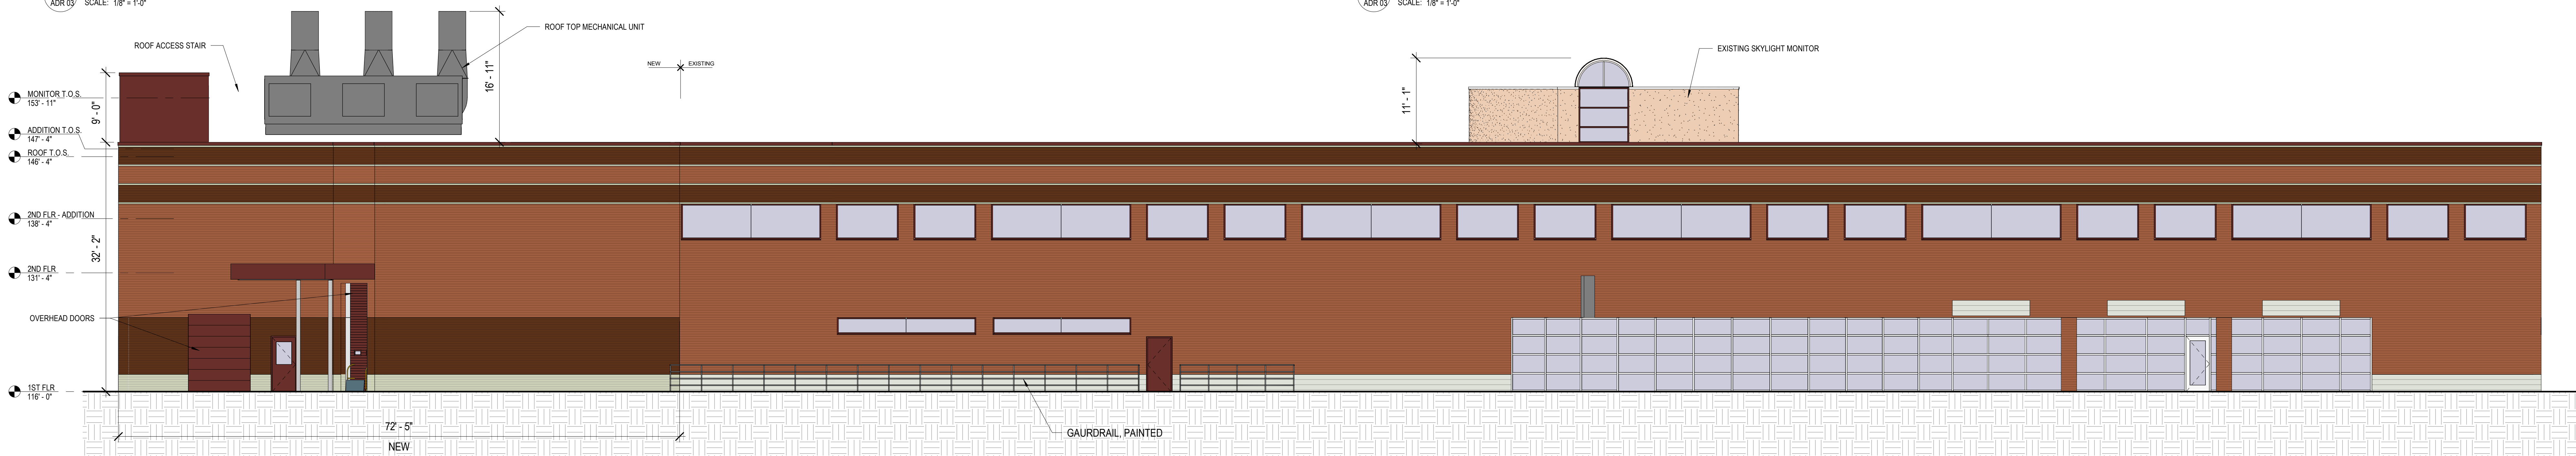 ADR 03
SCALE: 1/8" = 1'-0"
ADR 03
SCALE: 1/8" = 1'-0"
ROOF TOP MECHANICAL UNIT
ROOF ACCESS STAIR
EXISTING SKYLIGHT MONITOR
NEW
EXISTING
16' - 11"
11' - 1"
9' - 0"
MONITOR T.O.S.
153' - 11"
ADDITION T.O.S.
147' - 4"
ROOF T.O.S.
146' - 4"
2ND FLR - ADDITION
138' - 4"
32' - 2"
2ND FLR
131' - 4"
OVERHEAD DOORS
1ST FLR
116' - 0"
72' - 5"
NEW
GAURDRAIL, PAINTED